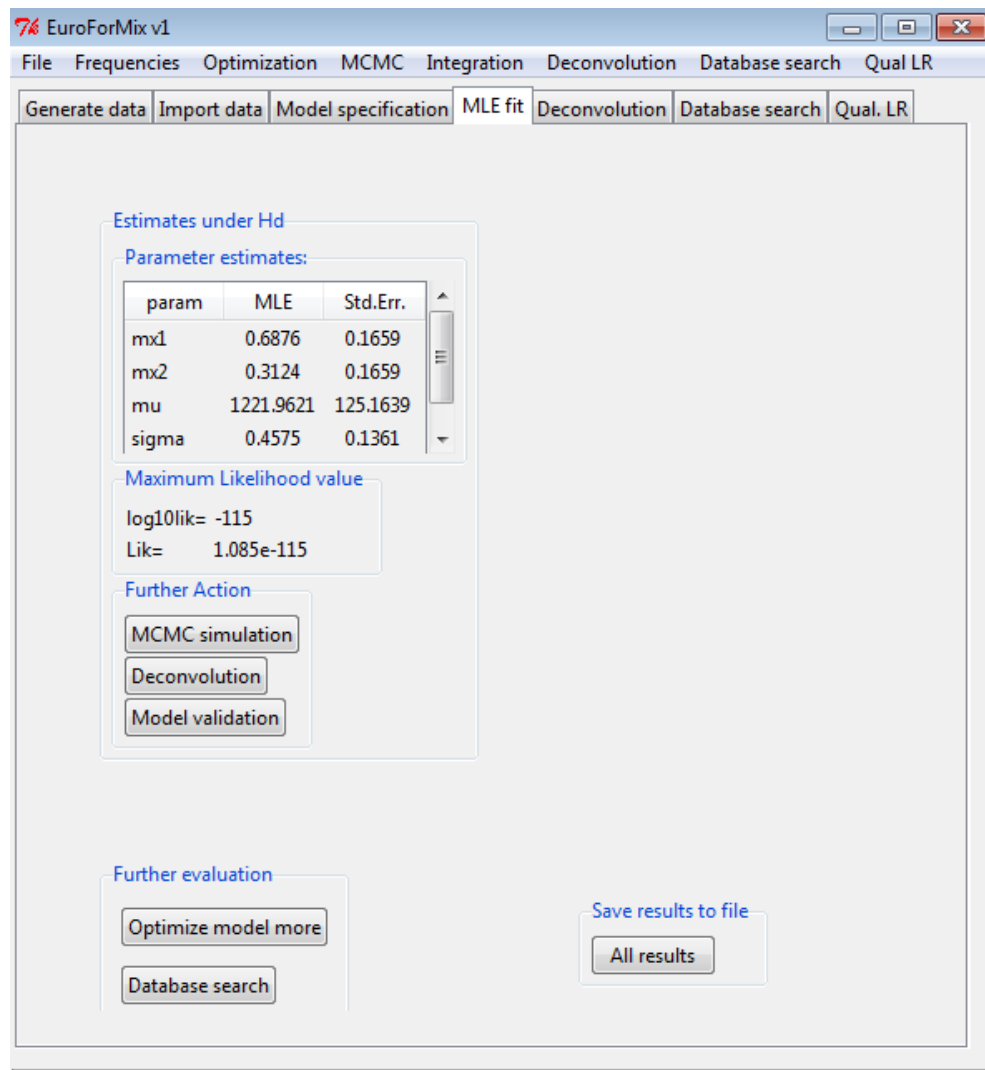 EuroForMix v1
File Frequencies Optimization MCMC Integration Deconvolution Database search Qual LR
Generate data Import data Model specification MLE fit Deconvolution Database search Qual. LR
Estimates under Hd
Parameter estimates:
param MLE Std.Err.
mx1 0.6876 0.1659
mx2 0.3124 0.1659
mu 1221.9621 125.1639
sigma 0.4575 0.1361
Maximum Likelihood value
log10lik= -115
Lik= 1.085e-115
Further Action
MCMC simulation
Deconvolution
Model validation
Further evaluation
Optimize model more
Database search
Save results to file
All results